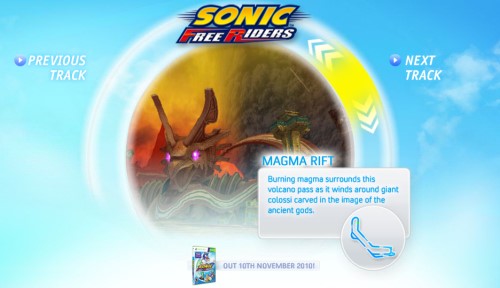 SONIC
FREE RIDERS
PREVIOUS
TRACK
NEXT
TRACK
MAGMA RIFT
Burning magma surrounds this
volcano pass as it winds around giant
colossi carved in the image of the
ancient gods.
OUT 10TH NOVEMBER 2010!